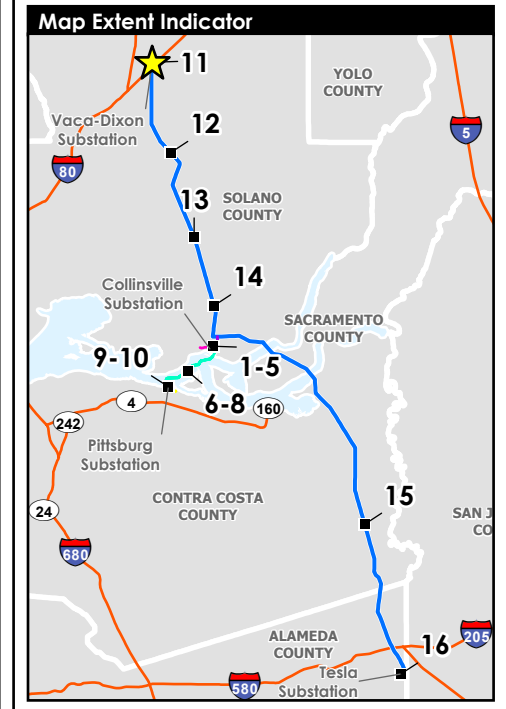 Map Extent Indicator
11
YOLO
COUNTY
Vaca-Dixon
Substation
12
5
80
13
SOLANO
COUNTY
14
Collinsville
Substation
SACRAMENTO
COUNTY
9-10
1-5
6-8
4
160
242
Pittsburg
Substation
CONTRA COSTA
COUNTY
15
24
SAN J
CO
680
ALAMEDA
COUNTY
16
205
Tesla
Substation
580